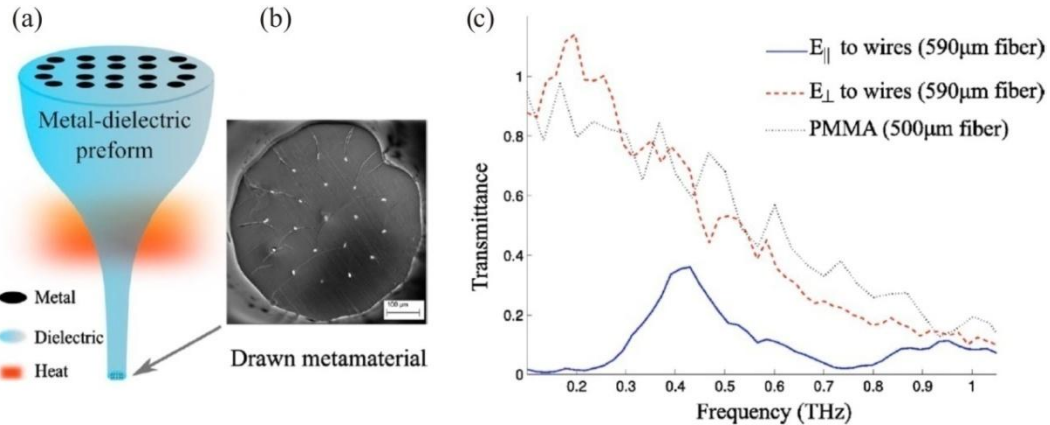 (a)
(b)
(c)
Metal-dielectric
preform
Metal
Dielectric
Heat
100 µm
Drawn metamaterial
E|| to wires (590µm fiber)
E⊥ to wires (590µm fiber)
PMMA (500µm fiber)
Transmittance
1
0.8
0.6
0.4
0.2
0
0.2 0.3 0.4 0.5 0.6 0.7 0.8 0.9 1
Frequency (THz)